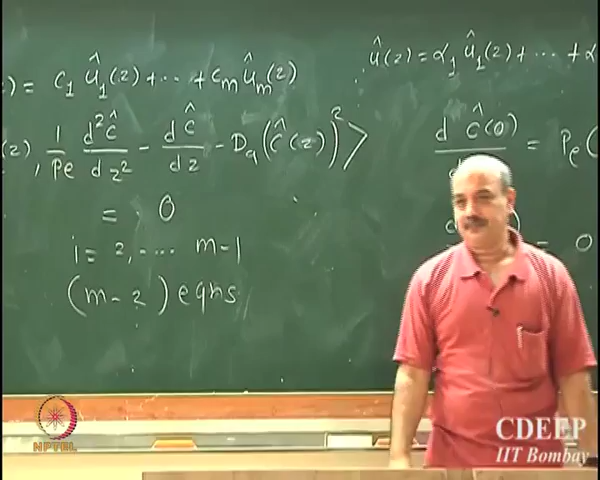 z) = c₁ û₁(z) + ⋯ + cₘ ûₘ(z)
(z), 1/Pe d²ĉ/dz² - dĉ/dz - Da(ĉ(z))²>
= 0
i = 2, ⋯ m-1
(m-2) eqns
û(z) = α₁ û₁(z) + ⋯ + α
d ĉ(0)/d = Pe(
= 0
NPTEL
CDEEP
IIT Bombay